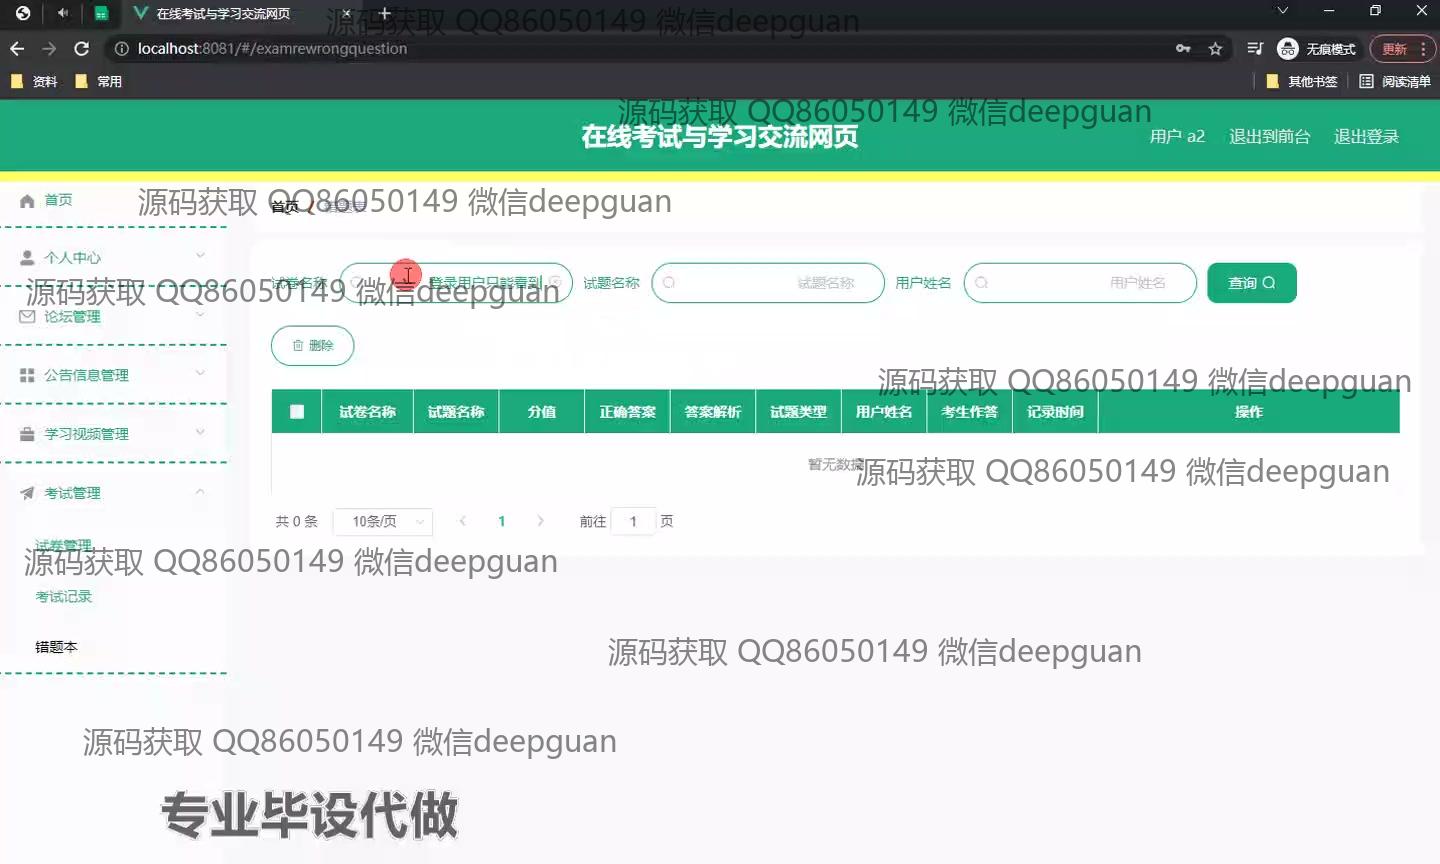 在线考试与学习交流网页
源码获取 QQ86050149 微信deepguan
localhost:8081/#/examrewrongquestion
无痕模式
更新
资料
常用
其他书签
阅读清单
源码获取 QQ86050149 微信deepguan
在线考试与学习交流网页
用户 a2
退出到前台
退出登录
首页
源码获取 QQ86050149 微信deepguan
首页
个人中心
试卷名称
登录用户只能看到
试题名称
试题名称
用户姓名
用户姓名
查询
源码获取 QQ86050149 微信deepguan
论坛管理
删除
公告信息管理
源码获取 QQ86050149 微信deepguan
试卷名称 试题名称 分值 正确答案 答案解析 试题类型 用户姓名 考生作答 记录时间 操作
学习视频管理
暂无数据
源码获取 QQ86050149 微信deepguan
考试管理
共 0 条
10条/页
1
前往 1 页
试卷管理
源码获取 QQ86050149 微信deepguan
考试记录
错题本
源码获取 QQ86050149 微信deepguan
源码获取 QQ86050149 微信deepguan
专业毕设代做